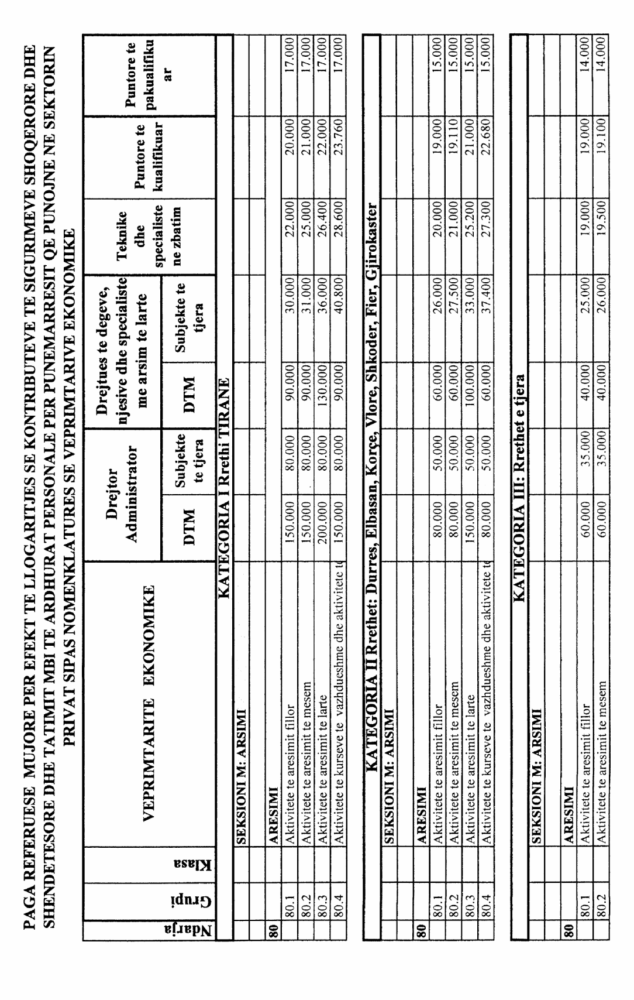 PAGA REFERUESE MUJORE PER EFEKT TE LLOGARITJES SE KONTRIBUTEVE TE SIGURIMEVE SHOQERORE DHE
SHENDETESORE DHE TATIMIT MBI TE ARDHURAT PERSONALE PER PUNEMARRESIT QE PUNOJNE NE SEKTORIN
PRIVAT SIPAS NOMENKLATURES SE VEPRIMTARIVE EKONOMIKE
Ndarja Grupi Klasa VEPRIMTARITE EKONOMIKE
Drejtor
Administrator
DTM
Subjekte
te tjera
Drejtues te degeve,
njesive dhe specialiste
me arsim te larte
DTM
Subjekte te
tjera
Teknike
dhe
specialiste
ne zbatim
Puntore te
kualifikuar
Puntore te
pakualifiku
ar
KATEGORIA I Rrethi TIRANE
SEKSIONI M: ARSIMI
80 ARESIMI
80.1 Aktivitete te aresimit fillor 150.000 80.000 90.000 30.000 22.000 20.000 17.000
80.2 Aktivitete te aresimit te mesem 150.000 80.000 90.000 31.000 25.000 21.000 17.000
80.3 Aktivitete te aresimit te larte 200.000 80.000 130.000 36.000 26.400 22.000 17.000
80.4 Aktivitete te kurseve te vazhdueshme dhe aktivitete te 150.000 80.000 90.000 40.800 28.600 23.760 17.000
KATEGORIA II Rrethet: Durres, Elbasan, Korçe, Vlore, Shkoder, Fier, Gjirokaster
SEKSIONI M: ARSIMI
80 ARESIMI
80.1 Aktivitete te aresimit fillor 80.000 50.000 60.000 26.000 20.000 19.000 15.000
80.2 Aktivitete te aresimit te mesem 80.000 50.000 60.000 27.500 21.000 19.110 15.000
80.3 Aktivitete te aresimit te larte 150.000 50.000 100.000 33.000 25.200 21.000 15.000
80.4 Aktivitete te kurseve te vazhdueshme dhe aktivitete te 80.000 50.000 60.000 37.400 27.300 22.680 15.000
KATEGORIA III: Rrethet e tjera
SEKSIONI M: ARSIMI
80 ARESIMI
80.1 Aktivitete te aresimit fillor 60.000 35.000 40.000 25.000 19.000 19.000 14.000
80.2 Aktivitete te aresimit te mesem 60.000 35.000 40.000 26.000 19.500 19.100 14.000